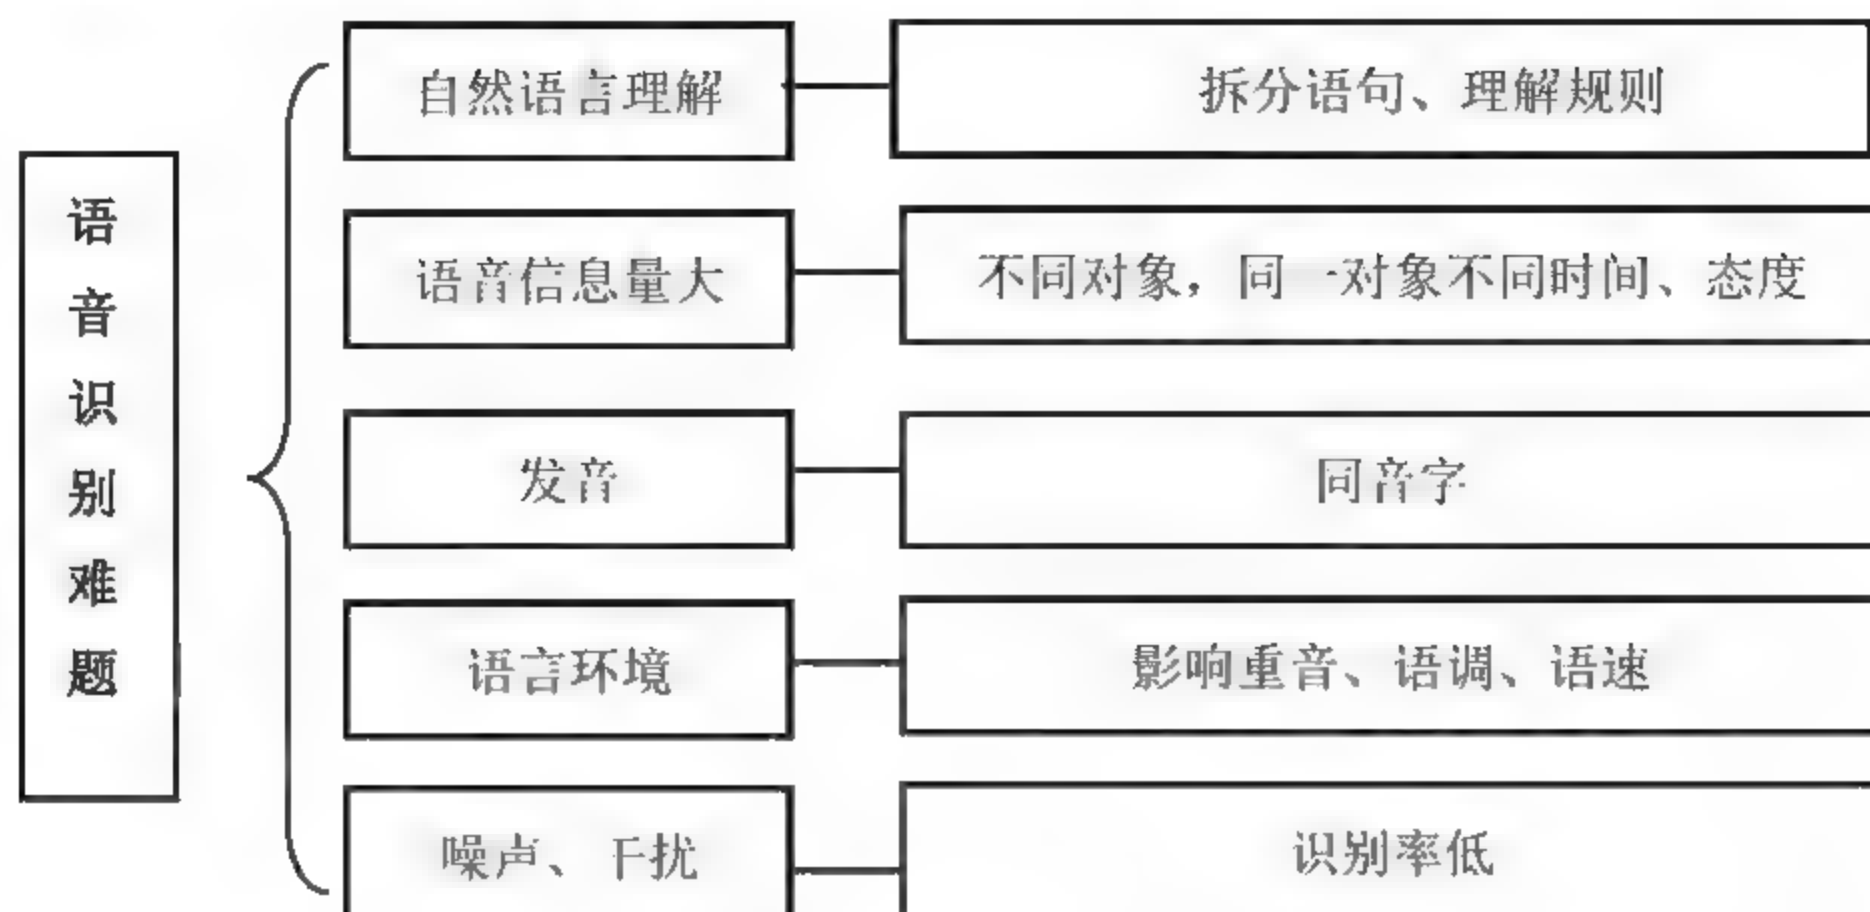 语音识别难题
自然语言理解
拆分语句、理解规则
语音信息量大
不同对象，同一对象不同时间、态度
发音
同音字
语言环境
影响重音、语调、语速
噪声、干扰
识别率低